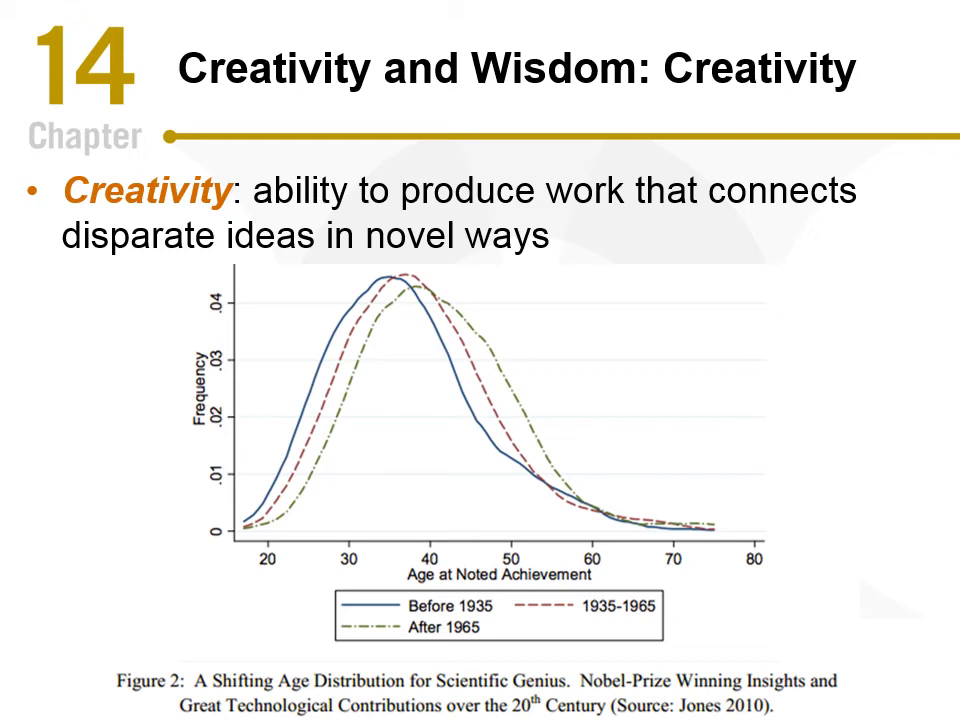 14
Chapter
Creativity and Wisdom: Creativity
• Creativity: ability to produce work that connects
disparate ideas in novel ways
.04
.03
.02
.01
0
Frequency
20 30 40 50 60 70 80
Age at Noted Achievement
Before 1935 1935-1965
After 1965
Figure 2: A Shifting Age Distribution for Scientific Genius. Nobel-Prize Winning Insights and
Great Technological Contributions over the 20th Century (Source: Jones 2010).